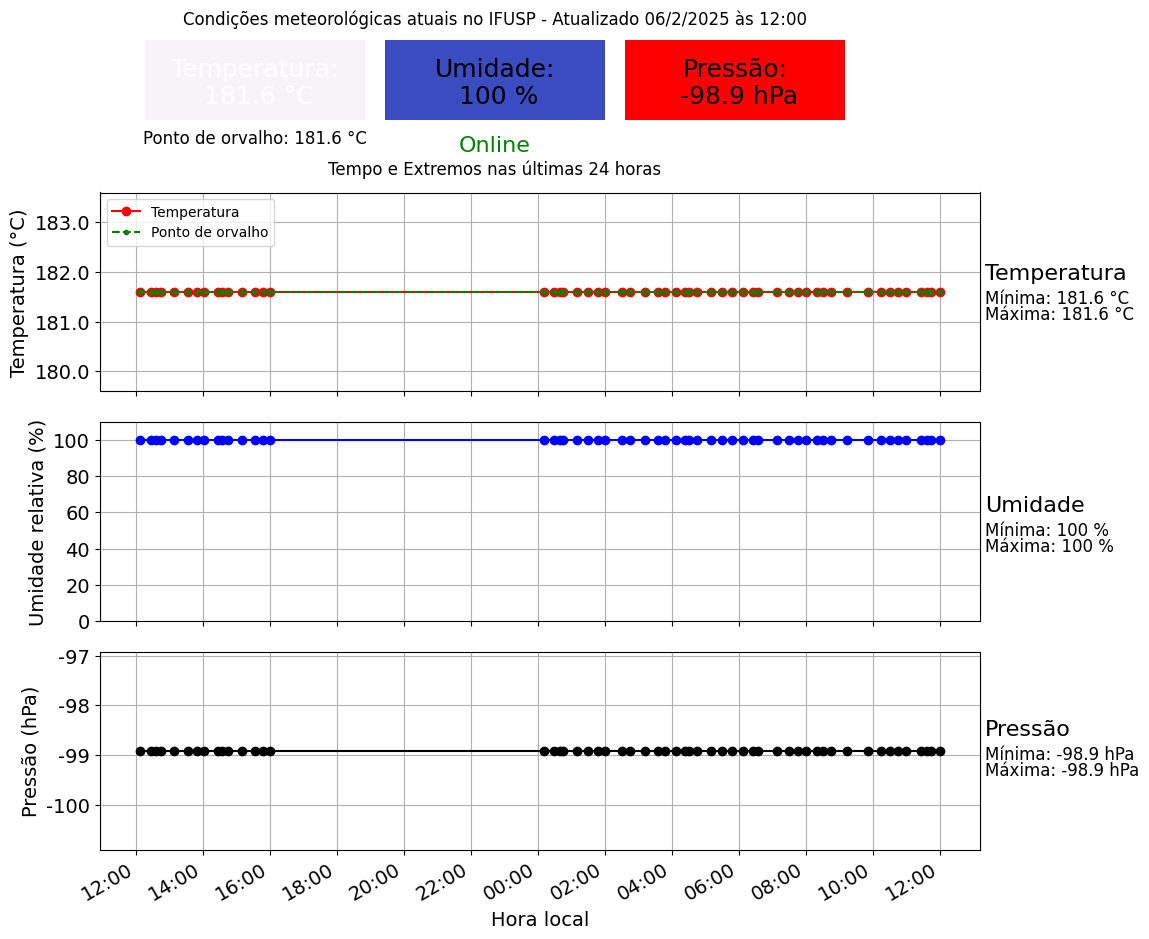 Condições meteorológicas atuais no IFUSP - Atualizado 06/2/2025 às 12:00
Temperatura:
181.6 °C
Umidade:
100 %
Pressão:
-98.9 hPa
Ponto de orvalho: 181.6 °C
Online
Tempo e Extremos nas últimas 24 horas
Temperatura (°C)
183.0
182.0
181.0
180.0
Temperatura
Ponto de orvalho
Temperatura
Mínima: 181.6 °C
Máxima: 181.6 °C
Umidade relativa (%)
100
80
60
40
20
0
Umidade
Mínima: 100 %
Máxima: 100 %
Pressão (hPa)
-97
-98
-99
-100
Pressão
Mínima: -98.9 hPa
Máxima: -98.9 hPa
12:00 14:00 16:00 18:00 20:00 22:00 00:00 02:00 04:00 06:00 08:00 10:00 12:00
Hora local